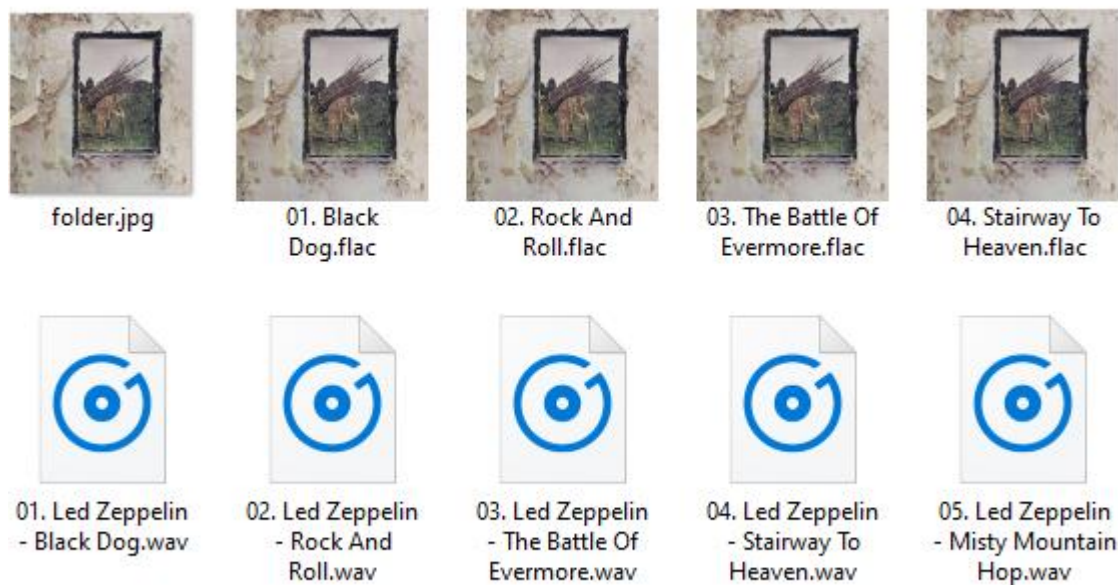 folder.jpg
01. Black
Dog.flac
02. Rock And
Roll.flac
03. The Battle Of
Evermore.flac
04. Stairway To
Heaven.flac
01. Led Zeppelin
- Black Dog.wav
02. Led Zeppelin
- Rock And
Roll.wav
03. Led Zeppelin
- The Battle Of
Evermore.wav
04. Led Zeppelin
- Stairway To
Heaven.wav
05. Led Zeppelin
- Misty Mountain
Hop.wav